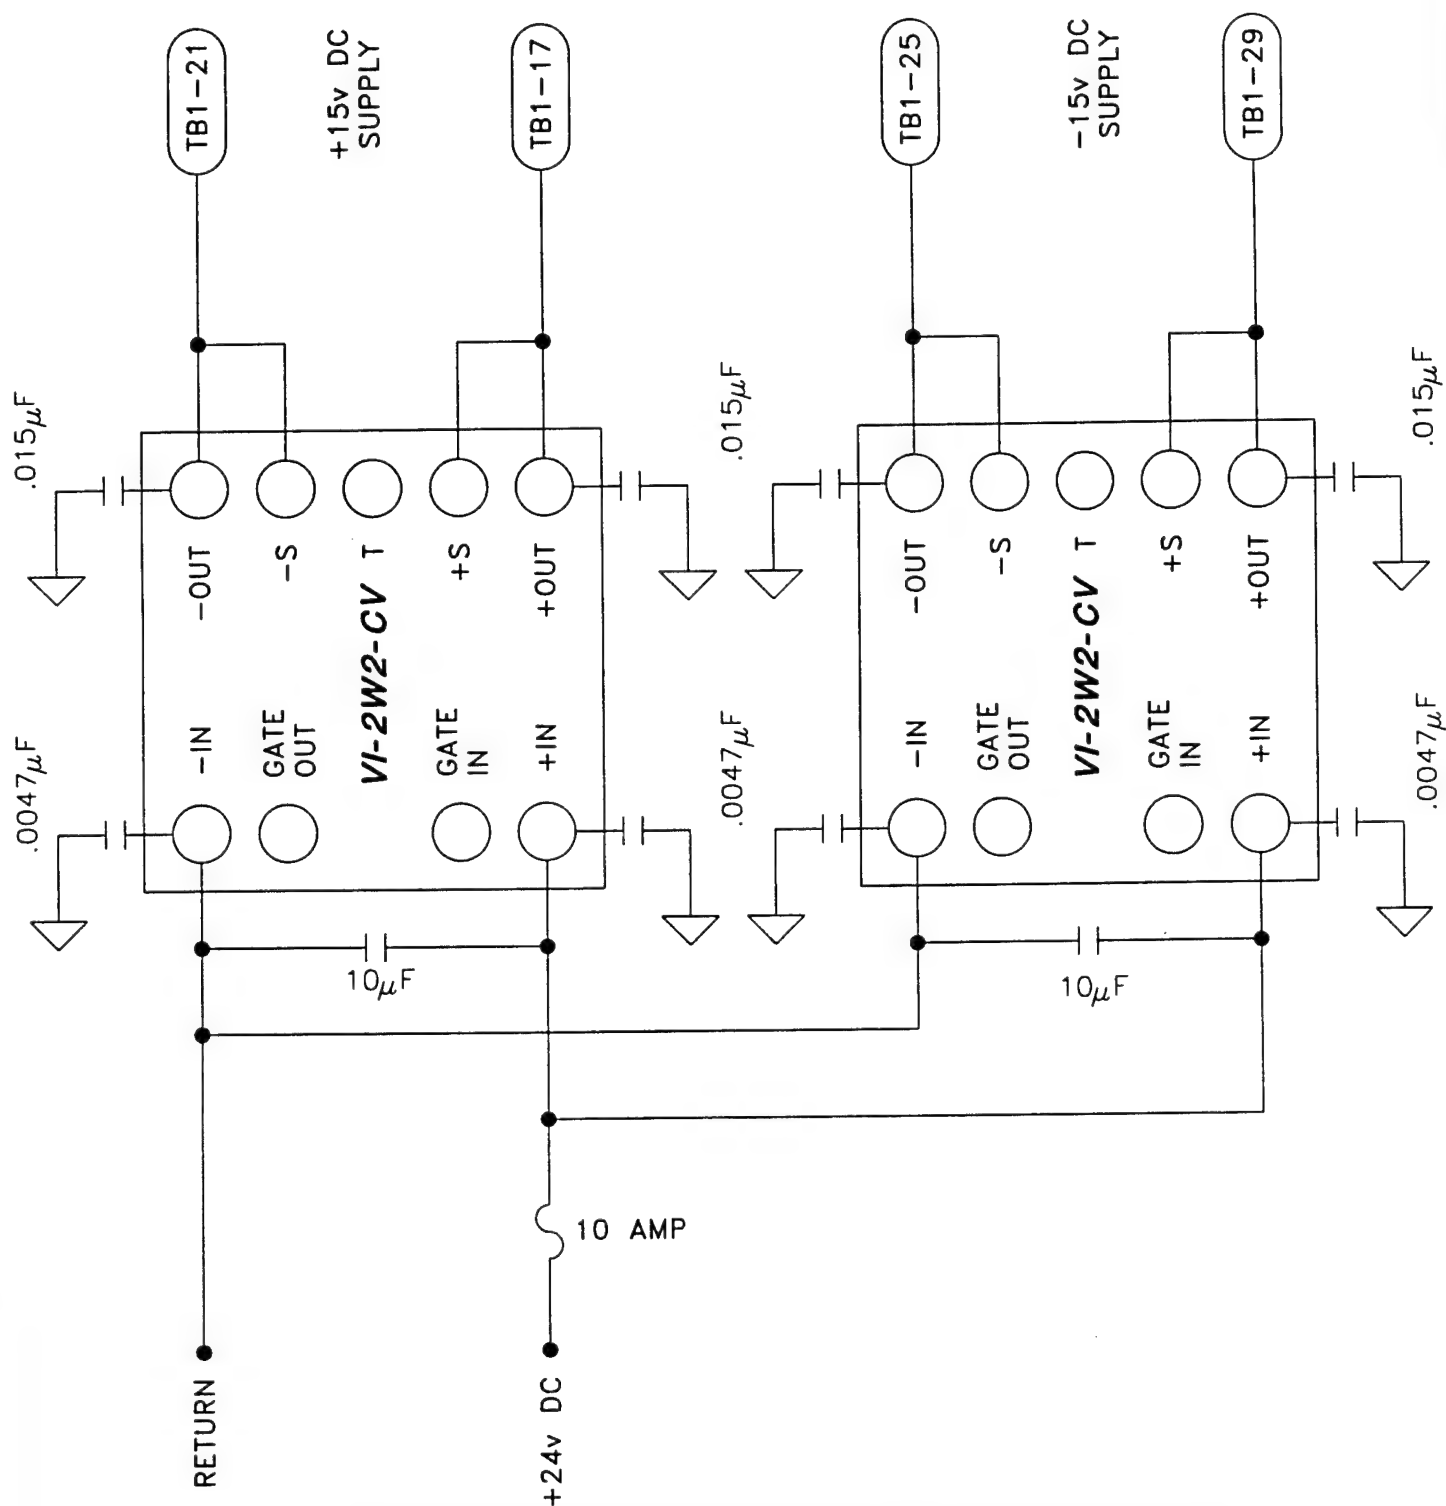 TB1-21
+15v DC
SUPPLY
TB1-17
TB1-25
-15v DC
SUPPLY
TB1-29
.015μF
.015μF
.015μF
-OUT
-S
T
+S
+OUT
-OUT
-S
T
+S
+OUT
VI-2W2-CV
VI-2W2-CV
.0047μF
-IN
GATE
OUT
GATE
IN
+IN
.0047μF
-IN
GATE
OUT
GATE
IN
+IN
.0047μF
10μF
10μF
10 AMP
RETURN
+24v DC